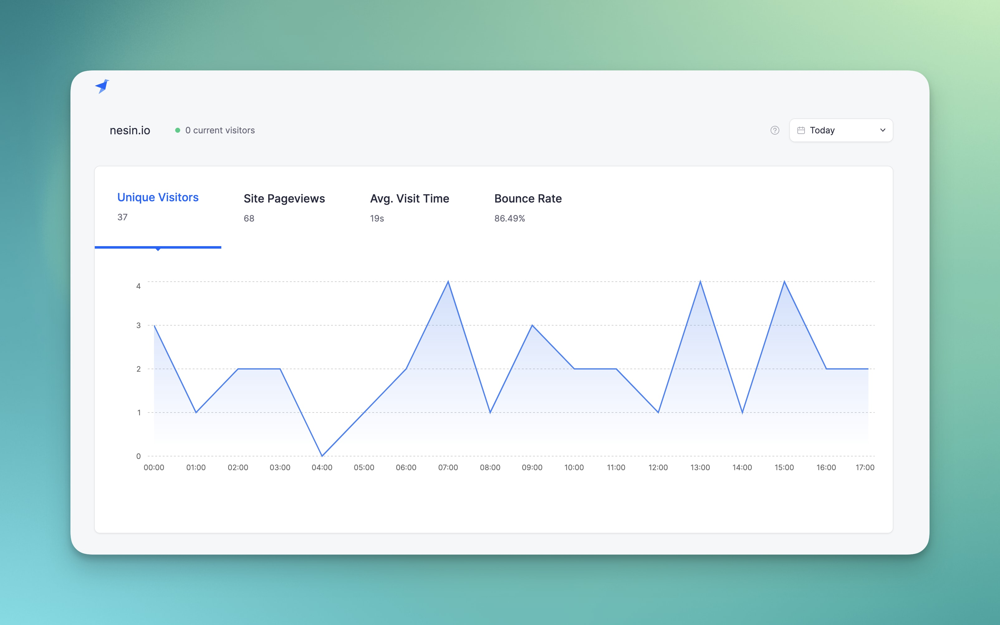 nesin.io
0 current visitors
Today
Unique Visitors
Site Pageviews
Avg. Visit Time
Bounce Rate
37
68
19s
86.49%
4
3
2
1
0
00:00 01:00 02:00 03:00 04:00 05:00 06:00 07:00 08:00 09:00 10:00 11:00 12:00 13:00 14:00 15:00 16:00 17:00